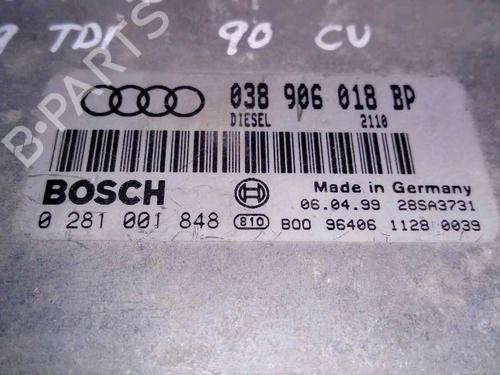 9 TDI 90 CV
B-PARTS
038 906 018 BP
DIESEL 2110
BOSCH
Made in Germany
06.04.99 28SA3731
0 281 001 848 810 B00 96406 1128 0039